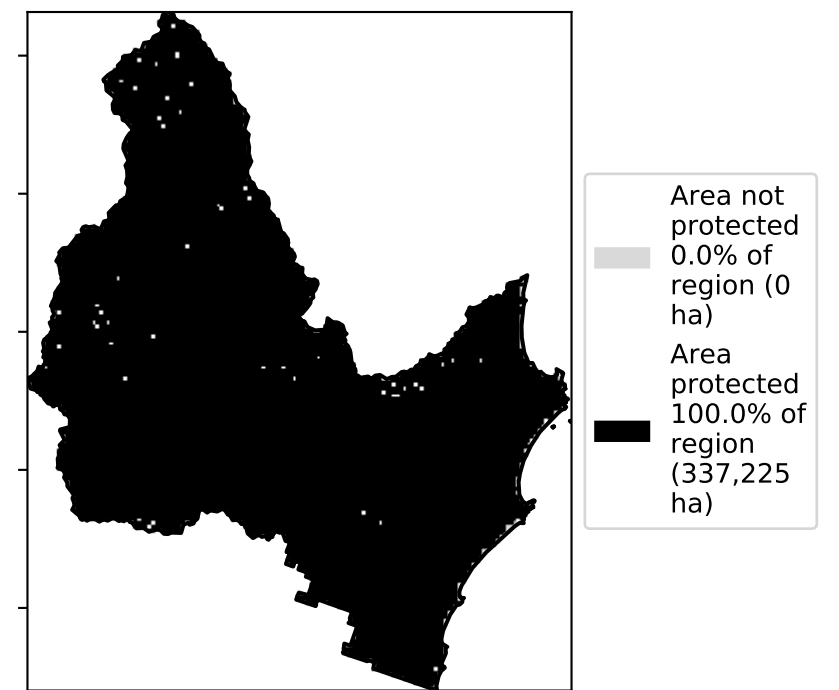 Area not
protected
0.0% of
region (0
ha)
Area
protected
100.0% of
region
(337,225
ha)